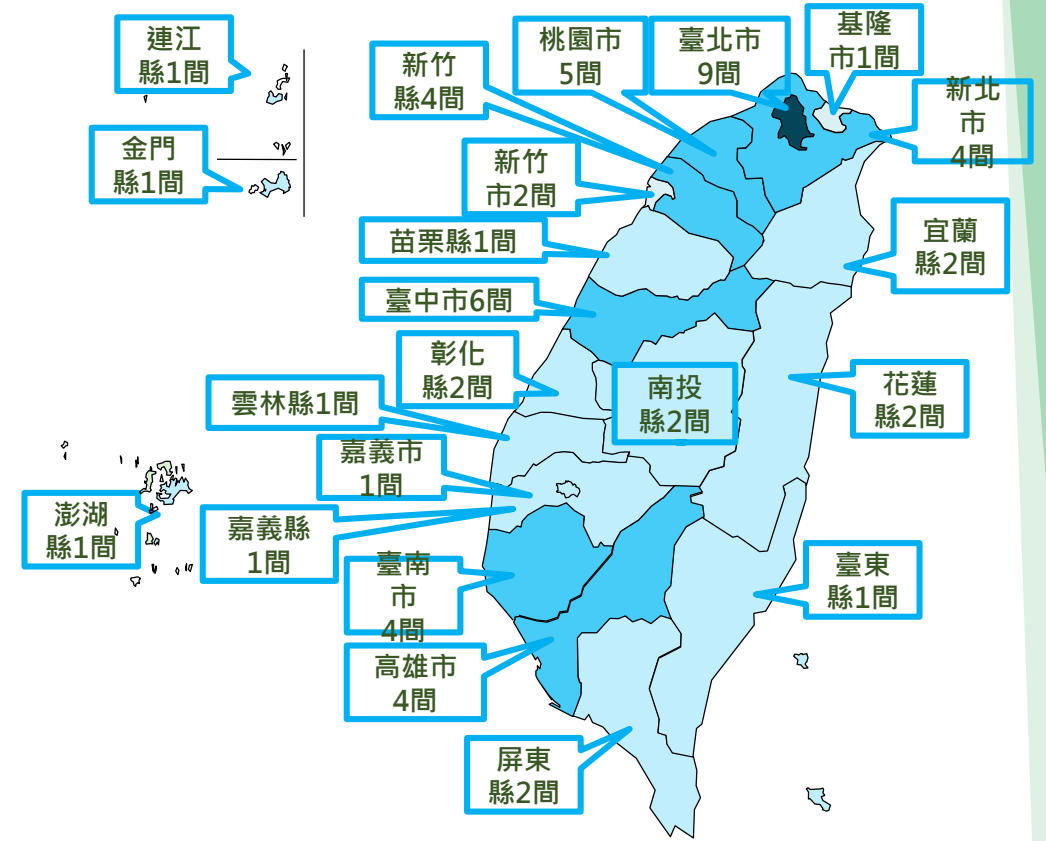 連江
縣1間
金門
縣1間
新竹
縣4間
桃園市
5間
臺北市
9間
基隆
市1間
新北
市
4間
新竹
市2間
苗栗縣1間
宜蘭
縣2間
臺中市6間
彰化
縣2間
南投
縣2間
花蓮
縣2間
雲林縣1間
嘉義市
1間
澎湖
縣1間
嘉義縣
1間
臺南
市
4間
臺東
縣1間
高雄市
4間
屏東
縣2間